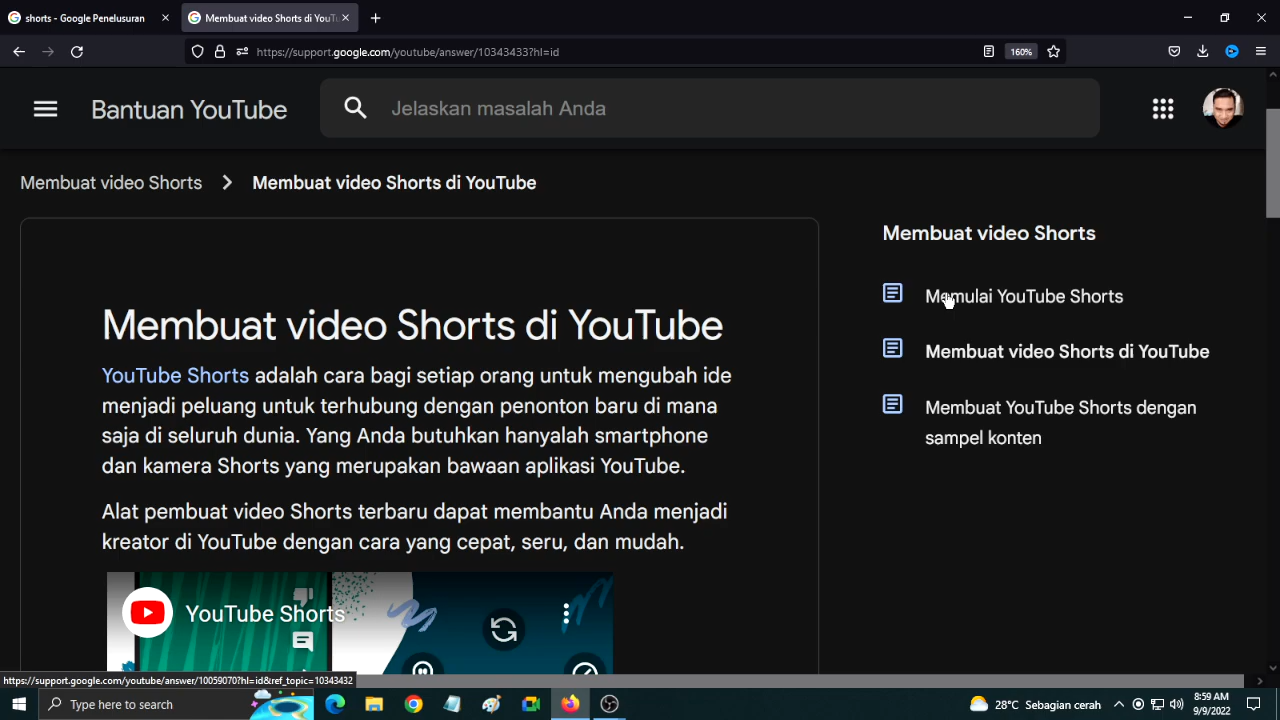 shorts - Google Penelusuran
Membuat video Shorts di YouTu
https://support.google.com/youtube/answer/10343433?hl=id
160%
Bantuan YouTube
Jelaskan masalah Anda
Membuat video Shorts
Membuat video Shorts di YouTube
Membuat video Shorts di YouTube
YouTube Shorts adalah cara bagi setiap orang untuk mengubah ide
menjadi peluang untuk terhubung dengan penonton baru di mana
saja di seluruh dunia. Yang Anda butuhkan hanyalah smartphone
dan kamera Shorts yang merupakan bawaan aplikasi YouTube.
Alat pembuat video Shorts terbaru dapat membantu Anda menjadi
kreator di YouTube dengan cara yang cepat, seru, dan mudah.
YouTube Shorts
Membuat video Shorts
Memulai YouTube Shorts
Membuat video Shorts di YouTube
Membuat YouTube Shorts dengan
sampel konten
https://support.google.com/youtube/answer/10059070?hl=id&ref_topic=10343432
Type here to search
28°C Sebagian cerah
8:59 AM
9/9/2022